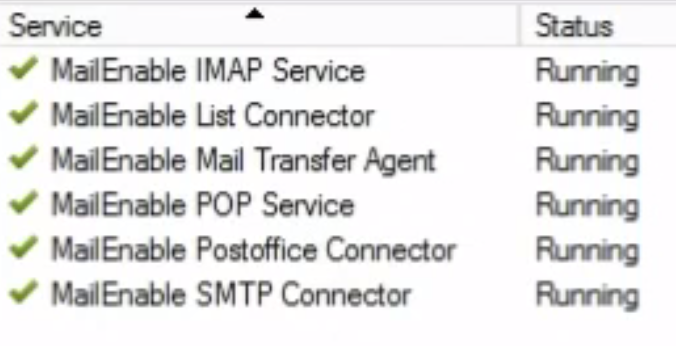 Service Status
MailEnable IMAP Service Running
MailEnable List Connector Running
MailEnable Mail Transfer Agent Running
MailEnable POP Service Running
MailEnable Postoffice Connector Running
MailEnable SMTP Connector Running